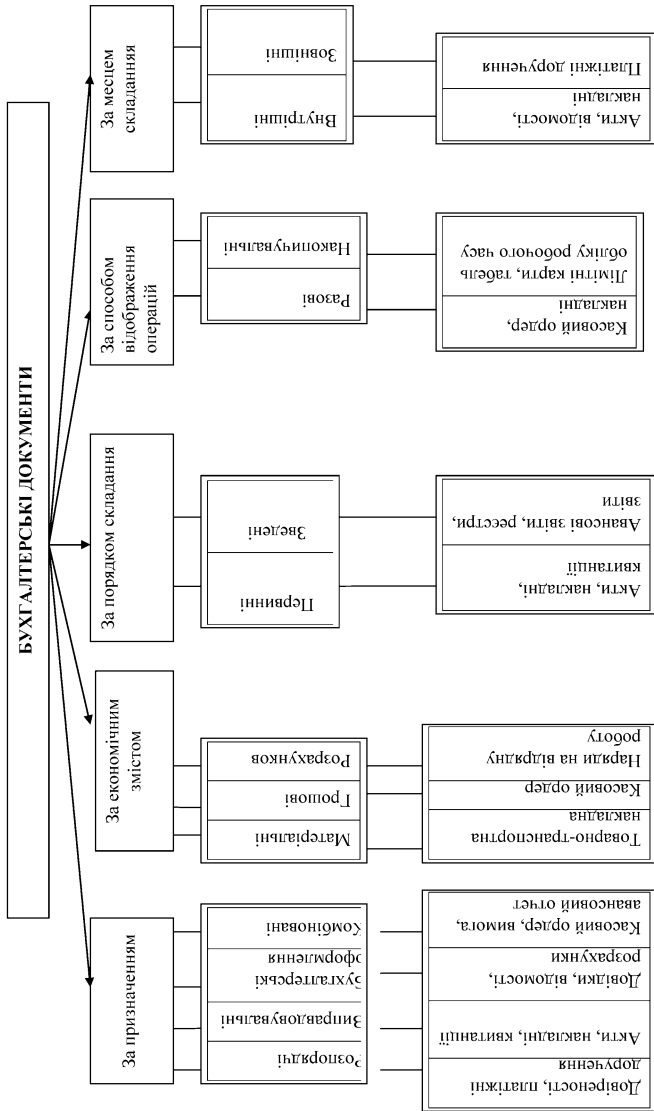 БУХГАЛТЕРСЬКІ ДОКУМЕНТИ
За призначенням
Розпорядчі
Виправдовувальні
Бухгалтерські
оформлення
Комбіновані
Довіреності, платіжні
доручення
Акти, накладні, квитанції
Довідки, відомості,
розрахунки
Касовий ордер, вимога,
авансовий отчет
За економічним
змістом
Матеріальні
Грошові
Розрахунков
Товарно-транспортна
накладна
Касовий ордер
Наряди на відрядну
роботу
За порядком складання
Первинні
Зведені
Акти, накладні,
квитанції
Авансові звіти, реєстри,
звіти
За способом
відображення
операцій
Разові
Накопичувальні
Касовий ордер,
накладні
Лімітні карти, табель
обліку робочого часу
За месцем
складанняя
Внутрішні
Зовнішні
Акти, відомості,
накладні
Платіжні доручення